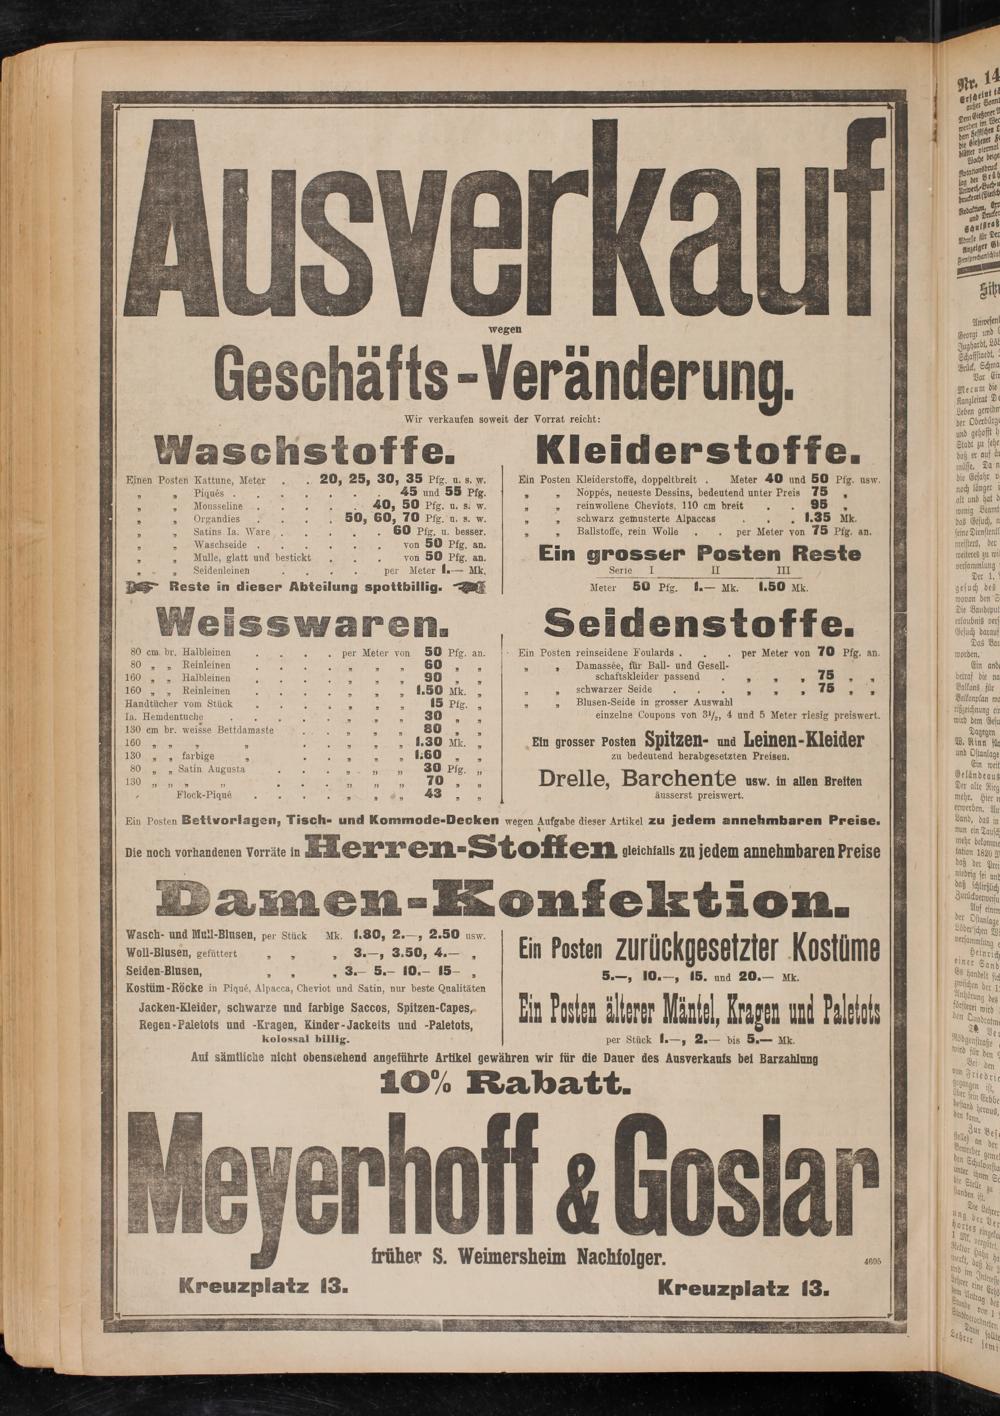 Ausverkauf
wegen
Geschäfts-Veränderung.
Wir verkaufen soweit der Vorrat reicht:
Waschstoffe.
Einen Posten Kattune, Meter . . 20, 25, 30, 35 Pfg. u. s. w.
„ „ Piqués . . . . . . 45 und 55 Pfg.
„ „ Mousseline . . . . . 40, 50 Pfg. u. s. w.
„ „ Organdies . . . . 50, 60, 70 Pfg. u. s. w.
„ „ Satins Ia. Ware . . . . 60 Pfg. u. besser.
„ „ Waschseide . . . . . von 50 Pfg. an.
„ „ Mulle, glatt und bestickt . . . von 50 Pfg. an.
„ „ Seidenleinen . . . . per Meter 1.— Mk.
Reste in dieser Abteilung spottbillig.
Kleiderstoffe.
Ein Posten Kleiderstoffe, doppeltbreit . Meter 40 und 50 Pfg. usw.
„ „ Noppés, neueste Dessins, bedeutend unter Preis 75 „
„ „ reinwollene Cheviots, 110 cm breit . . 95 „
„ „ schwarz gemusterte Alpaccas . . . 1.35 Mk.
„ „ Ballstoffe, rein Wolle . . per Meter von 75 Pfg. an.
Ein grosser Posten Reste
Serie I II III
Meter 50 Pfg. 1.— Mk. 1.50 Mk.
Weisswaren.
80 cm br. Halbleinen . . . . per Meter von 50 Pfg. an.
80 „ „ Reinleinen . . . . „ „ „ 60 „ „
160 „ „ Halbleinen . . . . „ „ „ 90 „ „
160 „ „ Reinleinen . . . . „ „ „ 1.50 Mk. „
Handtücher vom Stück . . . . „ „ „ 15 Pfg. „
Ia. Hemdentuche . . . . . „ „ „ 30 „ „
130 cm br. weisse Bettdamaste . . . „ „ „ 80 „ „
160 „ „ „ „ . . . „ „ „ 1.30 Mk. „
130 „ „ farbige „ . . . „ „ „ 1.60 „ „
80 „ „ Satin Augusta . . . „ „ „ 30 Pfg. „
130 „ „ „ „ . . . „ „ „ 70 „ „
Flock-Piqué . . . . „ „ „ 43 „ „
Seidenstoffe.
Ein Posten reinseidene Foulards . . per Meter von 70 Pfg. an.
„ „ Damassée, für Ball- und Gesell-
schaftskleider passend . „ „ „ 75 „ „
„ „ schwarzer Seide . . . „ „ „ 75 „ „
„ „ Blusen-Seide in grosser Auswahl
einzelne Coupons von 3½, 4 und 5 Meter riesig preiswert.
Ein grosser Posten Spitzen- und Leinen-Kleider
zu bedeutend herabgesetzten Preisen.
Drelle, Barchente usw. in allen Breiten
äusserst preiswert.
Ein Posten Bettvorlagen, Tisch- und Kommode-Decken wegen Aufgabe dieser Artikel zu jedem annehmbaren Preise.
Die noch vorhandenen Vorräte in Herren-Stoffen gleichfalls zu jedem annehmbaren Preise
Damen-Konfektion.
Wasch- und Mull-Blusen, per Stück Mk. 1.80, 2.—, 2.50 usw.
Woll-Blusen, gefüttert „ „ „ 3.—, 3.50, 4.— „
Seiden-Blusen, „ „ „ 3.— 5.— 10.— 15— „
Kostüm-Röcke in Piqué, Alpacca, Cheviot und Satin, nur beste Qualitäten
Jacken-Kleider, schwarze und farbige Saccos, Spitzen-Capes,
Regen-Paletots und -Kragen, Kinder-Jacketts und -Paletots,
kolossal billig.
Ein Posten zurückgesetzter Kostüme
5.—, 10.—, 15. und 20.— Mk.
Ein Posten älterer Mäntel, Kragen und Paletots
per Stück 1.—, 2.— bis 5.— Mk.
Auf sämtliche nicht obenstehend angeführte Artikel gewähren wir für die Dauer des Ausverkaufs bei Barzahlung
10% Rabatt.
Meyerhoff & Goslar
früher S. Weimersheim Nachfolger.
4605
Kreuzplatz 13. Kreuzplatz 13.
Nr. 14